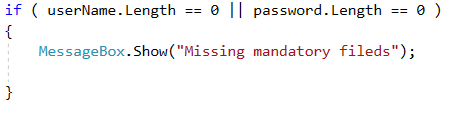 if ( userName.Length == 0 || password.Length == 0 )
{
MessageBox.Show("Missing mandatory fileds");
}